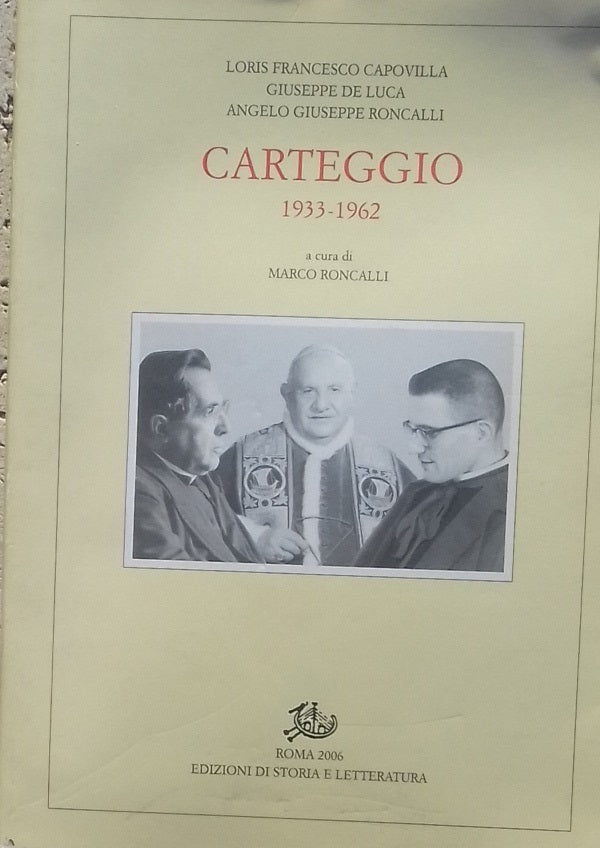 LORIS FRANCESCO CAPOVILLA
GIUSEPPE DE LUCA
ANGELO GIUSEPPE RONCALLI
CARTEGGIO
1933-1962
a cura di
MARCO RONCALLI
ROMA 2006
EDIZIONI DI STORIA E LETTERATURA